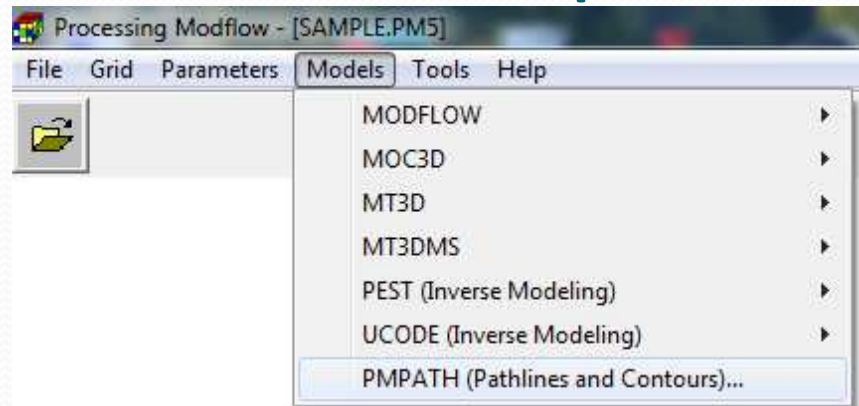 Processing Modflow - [SAMPLE.PM5]
File Grid Parameters Models Tools Help
MODFLOW
MOC3D
MT3D
MT3DMS
PEST (Inverse Modeling)
UCODE (Inverse Modeling)
PMPATH (Pathlines and Contours)...